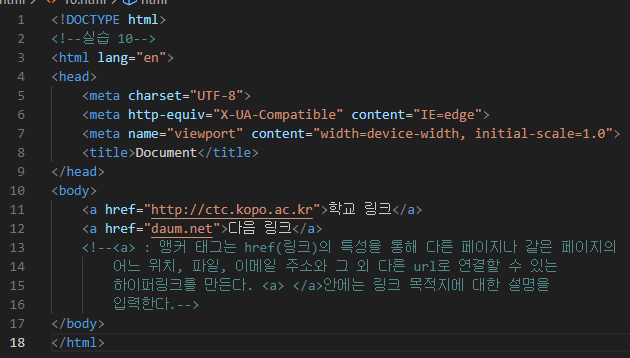 html > 10.html > html
1 <!DOCTYPE html>
2 <!--실습 10-->
3 <html lang="en">
4 <head>
5 <meta charset="UTF-8">
6 <meta http-equiv="X-UA-Compatible" content="IE=edge">
7 <meta name="viewport" content="width=device-width, initial-scale=1.0">
8 <title>Document</title>
9 </head>
10 <body>
11 <a href="http://ctc.kopo.ac.kr">학교 링크</a>
12 <a href="daum.net">다음 링크</a>
13 <!--<a> : 앵커 태그는 href(링크)의 특성을 통해 다른 페이지나 같은 페이지의
14 어느 위치, 파일, 이메일 주소와 그 외 다른 url로 연결할 수 있는
15 하이퍼링크를 만든다. <a> </a>안에는 링크 목적지에 대한 설명을
16 입력한다.-->
17 </body>
18 </html>